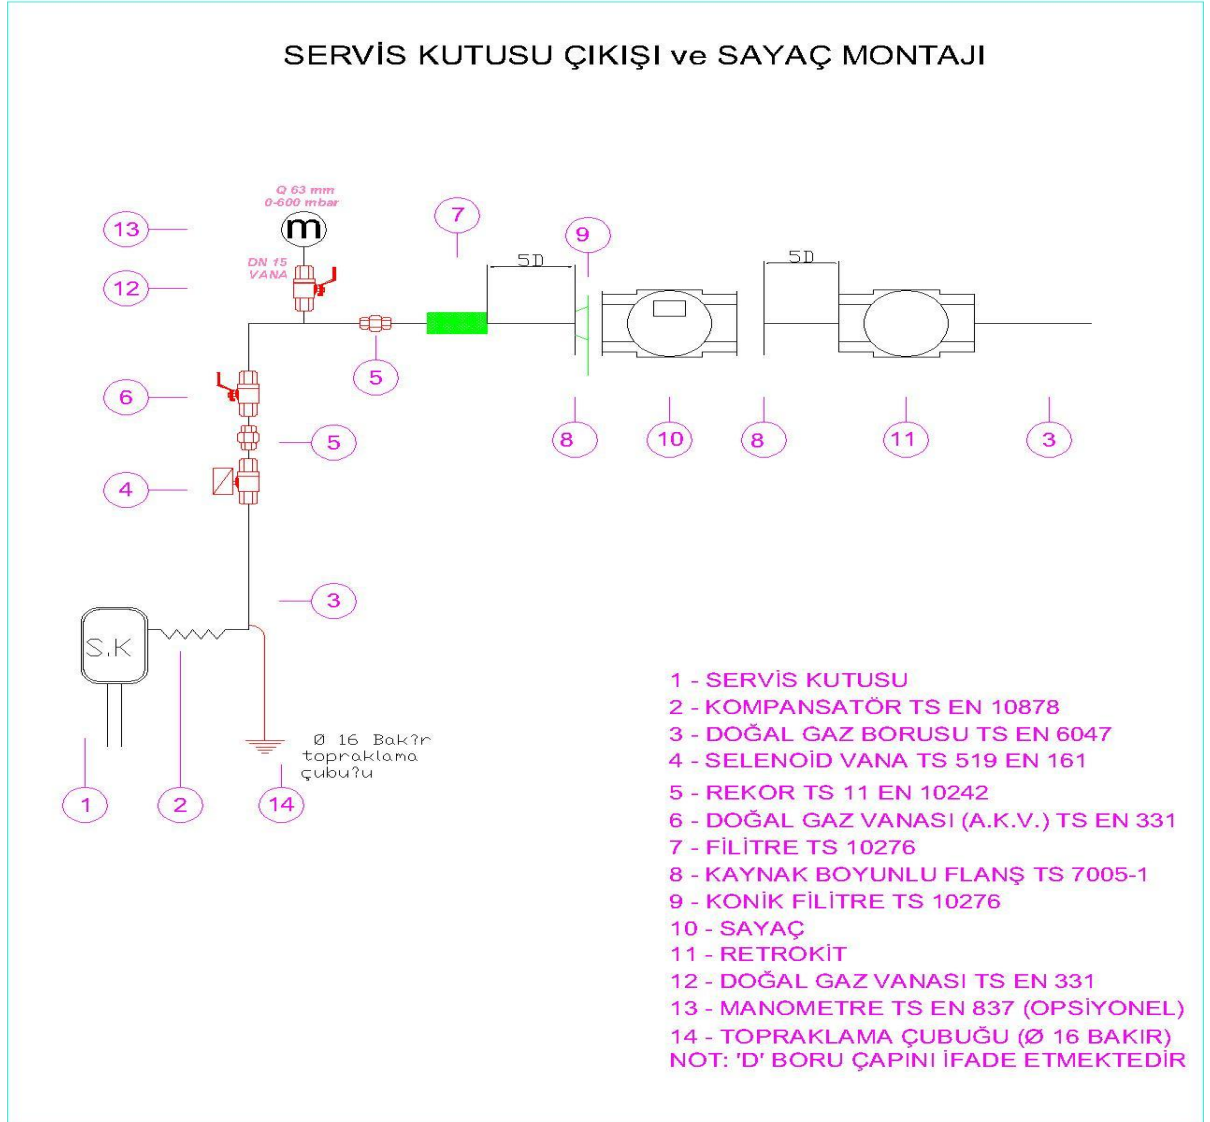 SERVİS KUTUSU ÇIKIŞI ve SAYAÇ MONTAJI
Q 63 mm
0-600 mbar
13
m
7
9
DN 15
VANA
12
5D
5D
5
6
8
10
8
11
3
5
4
3
S.K
Ø 16 Bak?r
topraklama
çubu?u
1
2
14
1 - SERVİS KUTUSU
2 - KOMPANSATÖR TS EN 10878
3 - DOĞAL GAZ BORUSU TS EN 6047
4 - SELENOİD VANA TS 519 EN 161
5 - REKOR TS 11 EN 10242
6 - DOĞAL GAZ VANASI (A.K.V.) TS EN 331
7 - FİLİTRE TS 10276
8 - KAYNAK BOYUNLU FLANŞ TS 7005-1
9 - KONİK FİLİTRE TS 10276
10 - SAYAÇ
11 - RETROKİT
12 - DOĞAL GAZ VANASI TS EN 331
13 - MANOMETRE TS EN 837 (OPSİYONEL)
14 - TOPRAKLAMA ÇUBUĞU (Ø 16 BAKIR)
NOT: 'D' BORU ÇAPINI İFADE ETMEKTEDİR